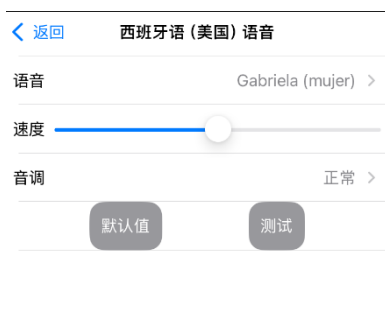 返回 西班牙语 (美国) 语音
语音 Gabriela (mujer)
速度
音调 正常
默认值 测试